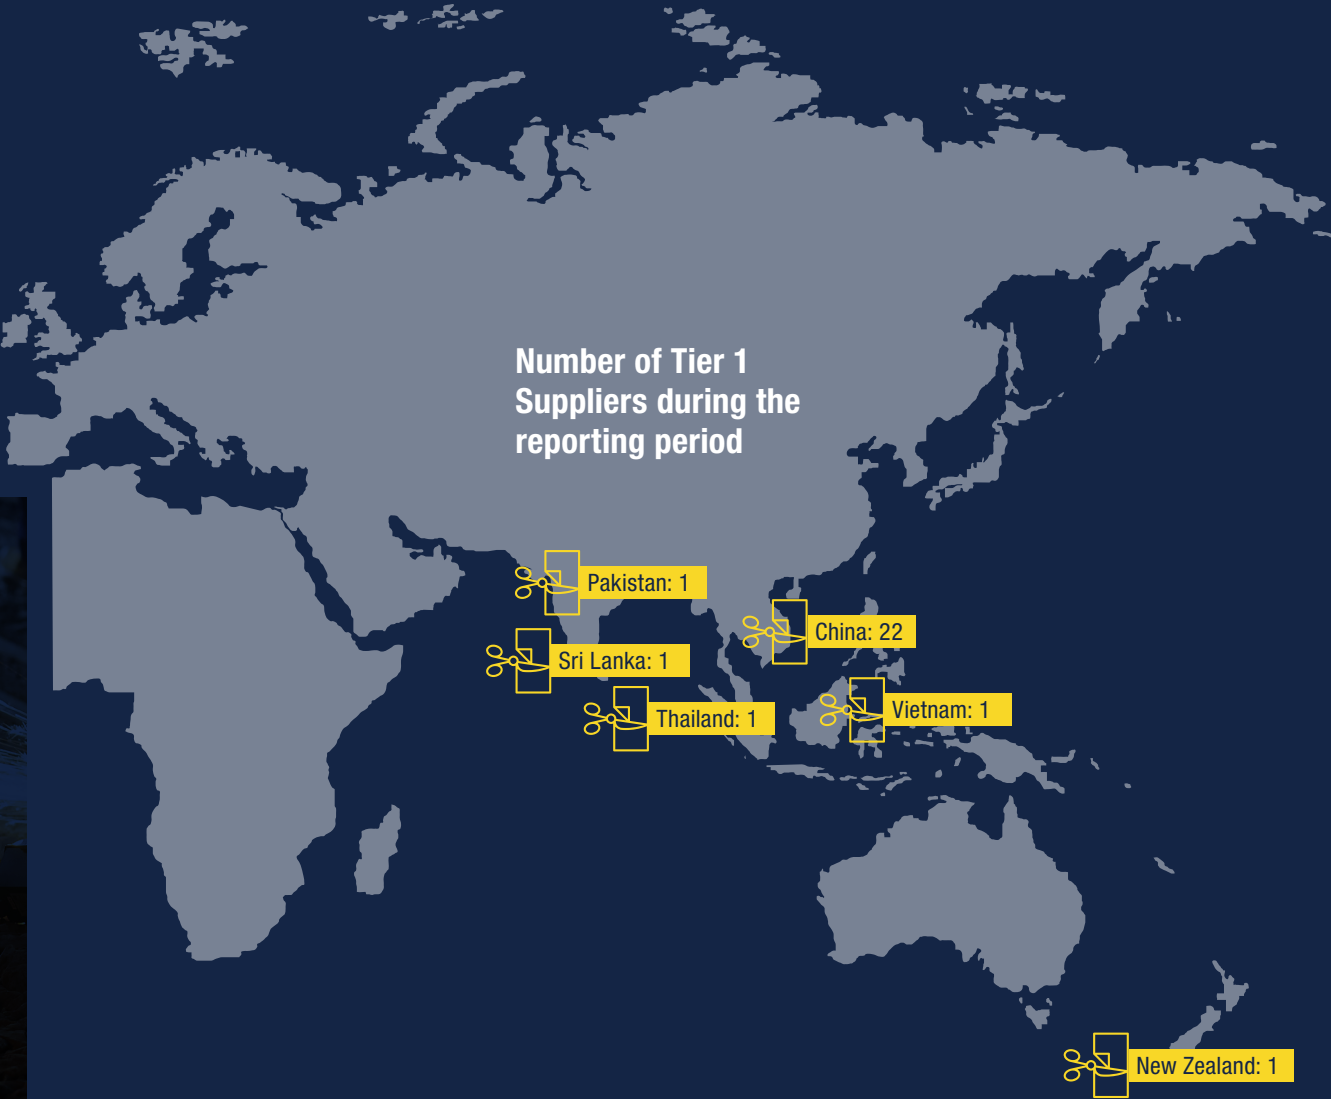 Number of Tier 1
Suppliers during the
reporting period
Pakistan: 1
China: 22
Sri Lanka: 1
Thailand: 1
Vietnam: 1
New Zealand: 1